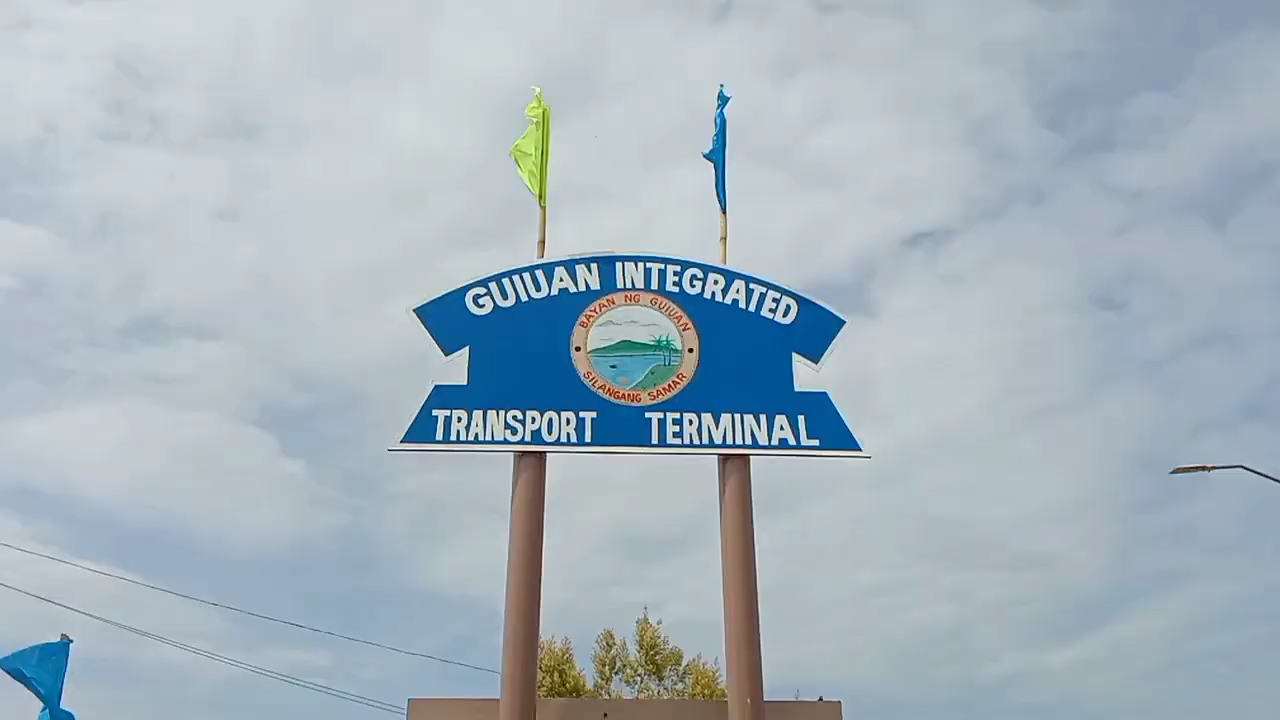 GUIUAN INTEGRATED
BAYAN NG GUIUAN
SILANGANG SAMAR
TRANSPORT TERMINAL